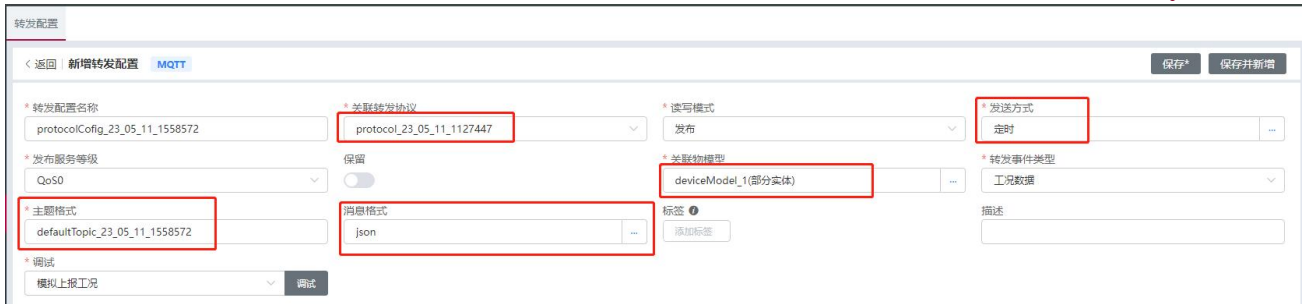 转发配置
< 返回 新增转发配置 MQTT 保存* 保存并新增
* 转发配置名称 * 关联转发协议 * 读写模式 * 发送方式
protocolCofig_23_05_11_1558572 protocol_23_05_11_1127447 发布 定时 ...
* 发布服务等级 保留 * 关联物模型 * 转发事件类型
QoS0 deviceModel_1(部分实体) ... 工况数据
* 主题格式 消息格式 标签 描述
defaultTopic_23_05_11_1558572 json ... 添加标签
* 调试
模拟上报工况 调试